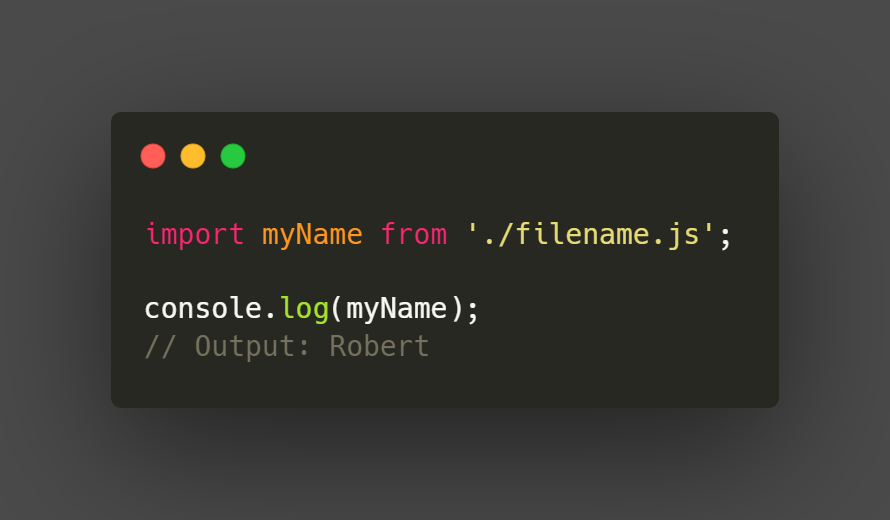 import myName from './filename.js';
console.log(myName);
// Output: Robert